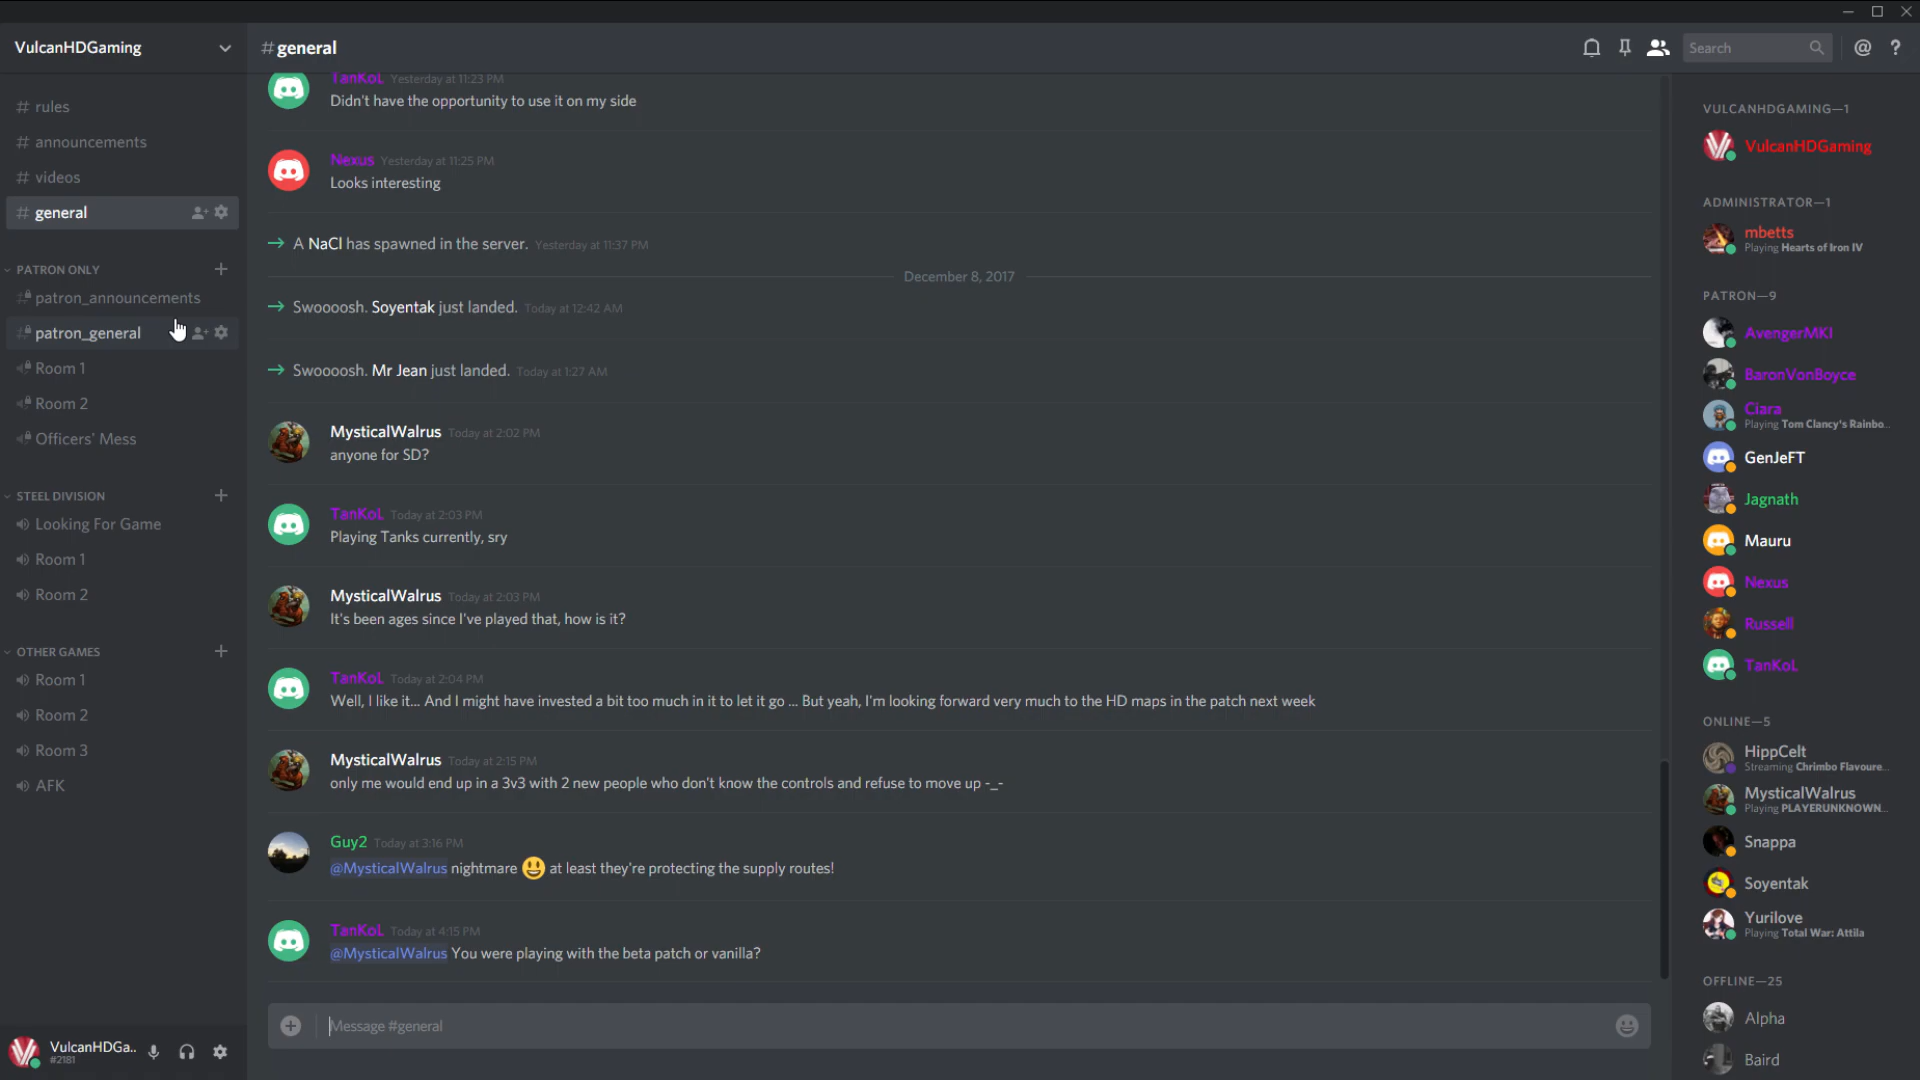 VulcanHDGaming
# rules
# announcements
# videos
# general
PATRON ONLY
patron_announcements
patron_general
Room 1
Room 2
Officers' Mess
STEEL DIVISION
Looking For Game
Room 1
Room 2
OTHER GAMES
Room 1
Room 2
Room 3
AFK
VulcanHDGa..
#2181
#general
Search
@ ?
TanKoL Yesterday at 11:23 PM
Didn't have the opportunity to use it on my side
Nexus Yesterday at 11:25 PM
Looks interesting
A NaCl has spawned in the server. Yesterday at 11:37 PM
December 8, 2017
Swoooosh. Soyentak just landed. Today at 12:42 AM
Swoooosh. Mr Jean just landed. Today at 1:27 AM
MysticalWalrus Today at 2:02 PM
anyone for SD?
TanKoL Today at 2:03 PM
Playing Tanks currently, sry
MysticalWalrus Today at 2:03 PM
It's been ages since I've played that, how is it?
TanKoL Today at 2:04 PM
Well, I like it... And I might have invested a bit too much in it to let it go ... But yeah, I'm looking forward very much to the HD maps in the patch next week
MysticalWalrus Today at 2:15 PM
only me would end up in a 3v3 with 2 new people who don't know the controls and refuse to move up -_-
Guy2 Today at 3:16 PM
@MysticalWalrus nightmare 😃 at least they're protecting the supply routes!
TanKoL Today at 4:15 PM
@MysticalWalrus You were playing with the beta patch or vanilla?
Message #general
VULCANHDGAMING—1
VulcanHDGaming
ADMINISTRATOR—1
mbetts
Playing Hearts of Iron IV
PATRON—9
AvengerMKI
BaronVonBoyce
Ciara
Playing Tom Clancy's Rainbo...
GenJeFT
Jagnath
Mauru
Nexus
Russell
TanKoL
ONLINE—5
HippCelt
Streaming Chrimbo Flavoure...
MysticalWalrus
Playing PLAYERUNKNOWN...
Snappa
Soyentak
Yurilove
Playing Total War: Attila
OFFLINE—25
Alpha
Baird